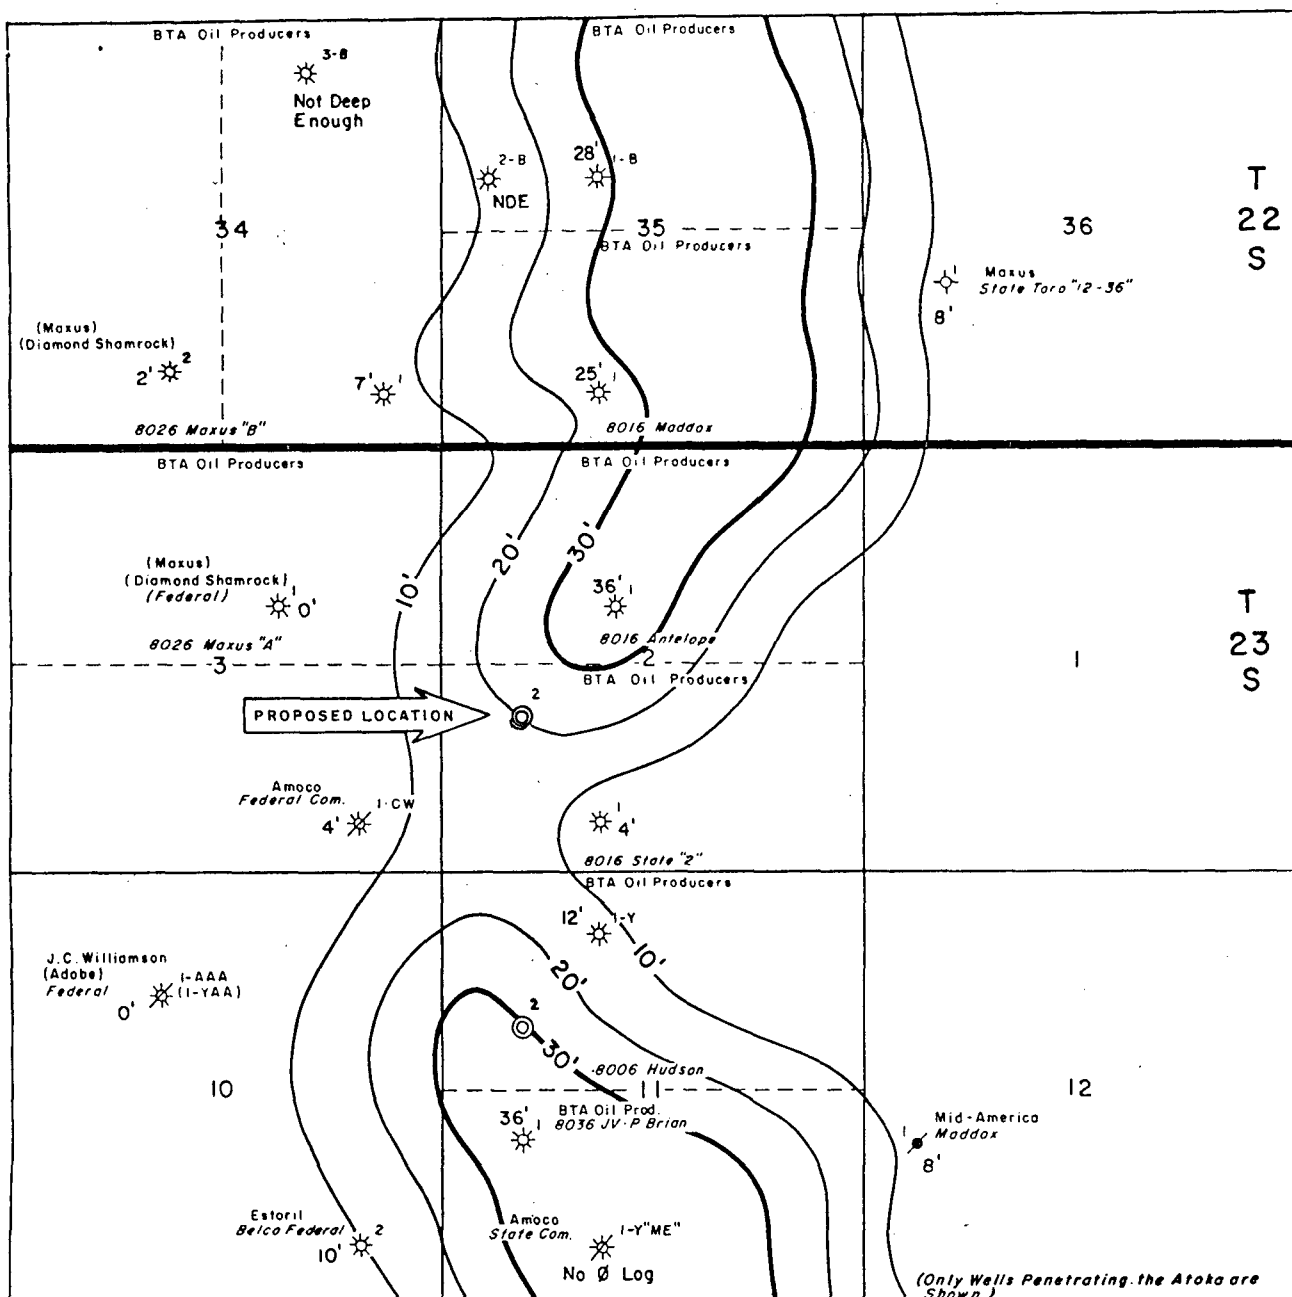 BTA Oil Producers
BTA Oil Producers
3-B
Not Deep
Enough
2-B
NDE
28'
1-B
34
35
36
T
22
S
BTA Oil Producers
1
Maxus
State Toro "12-36"
8'
(Maxus)
(Diamond Shamrock)
2
2'
7'
1
25'
1
8026 Maxus "B"
8016 Maddox
BTA Oil Producers
BTA Oil Producers
10'
20'
30'
(Maxus)
(Diamond Shamrock)
(Federal)
1
0'
36'
1
T
23
S
8026 Maxus "A"
8016 Antelope
3
2
1
BTA Oil Producers
2
PROPOSED LOCATION
Amoco
Federal Com.
1-CW
4'
1
4'
8016 State "2"
BTA Oil Producers
12'
1-Y
10'
20'
J.C. Williamson
(Adobe)
Federal
1-AAA
(1-YAA)
0'
2
30'
10
8006 Hudson
11
12
BTA Oil Prod.
8036 JV-P Brian
36'
1
Mid-America
Maddox
1
8'
Estoril
Belco Federal
2
10'
Amoco
State Com.
1-Y"ME"
No Ø Log
(Only Wells Penetrating the Atoka are
Shown.)